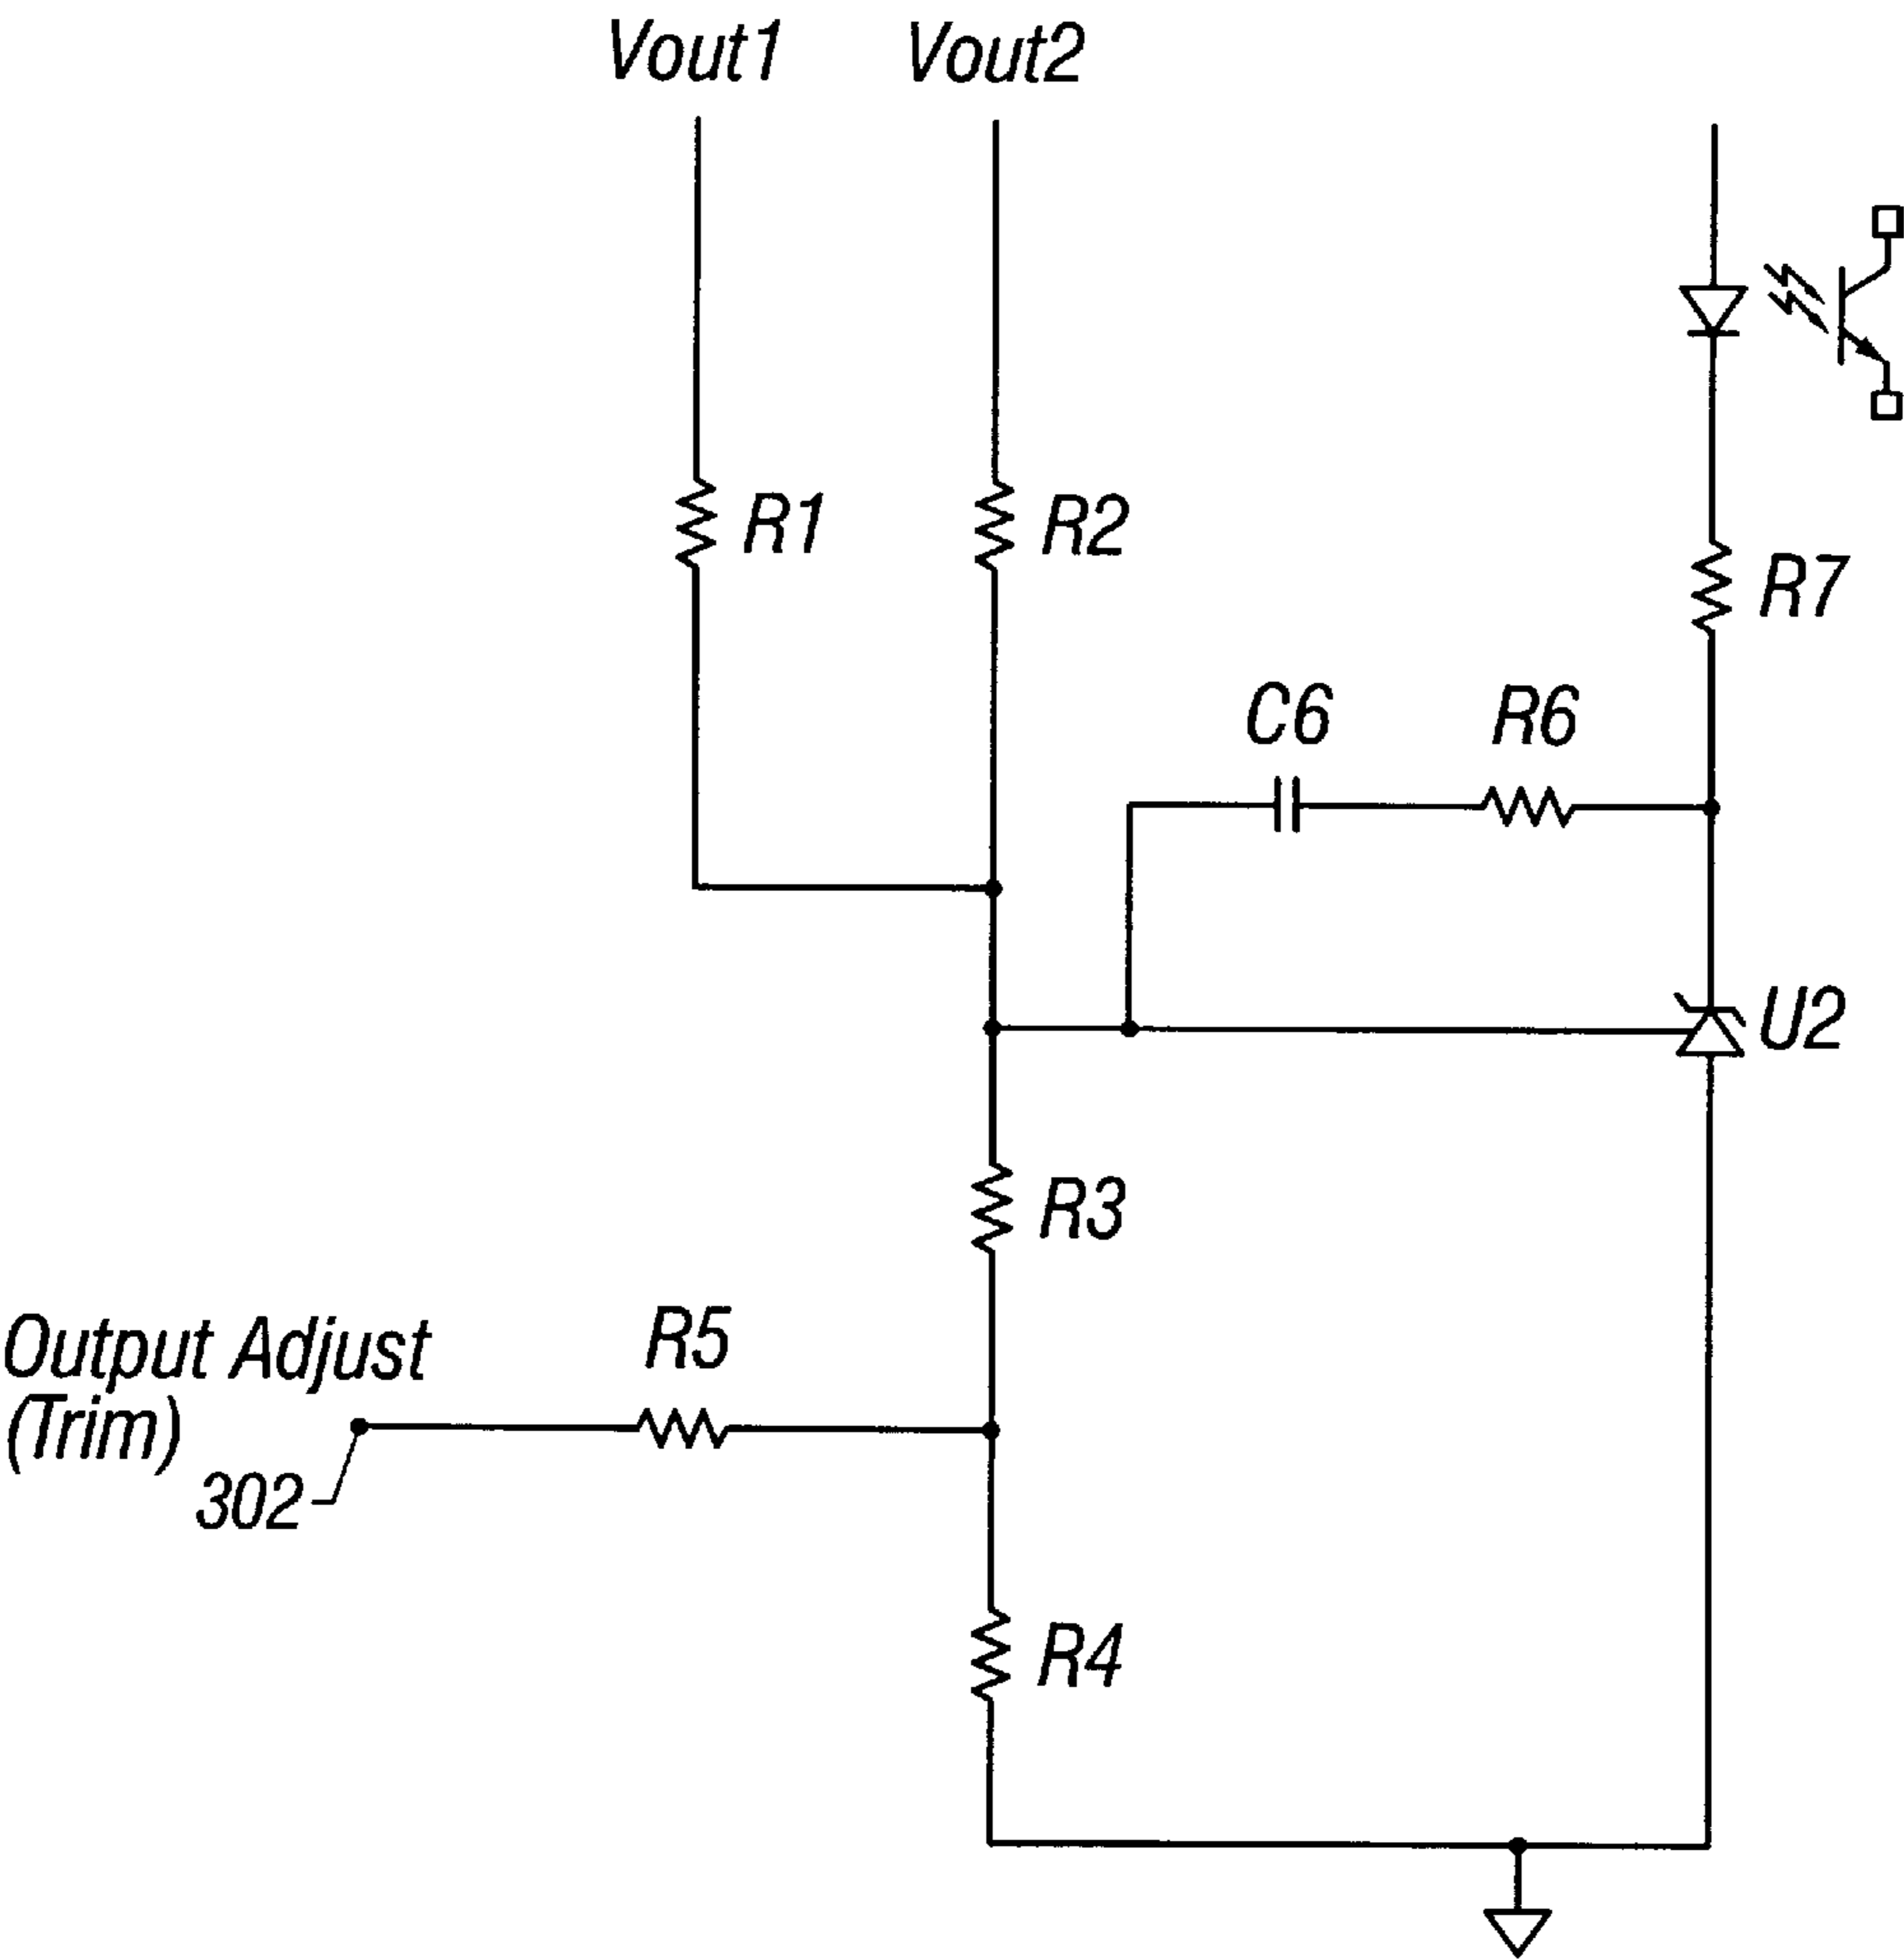 Vout1
Vout2
R1
R2
R7
C6
R6
U2
R3
Output Adjust
(Trim)
R5
302
R4